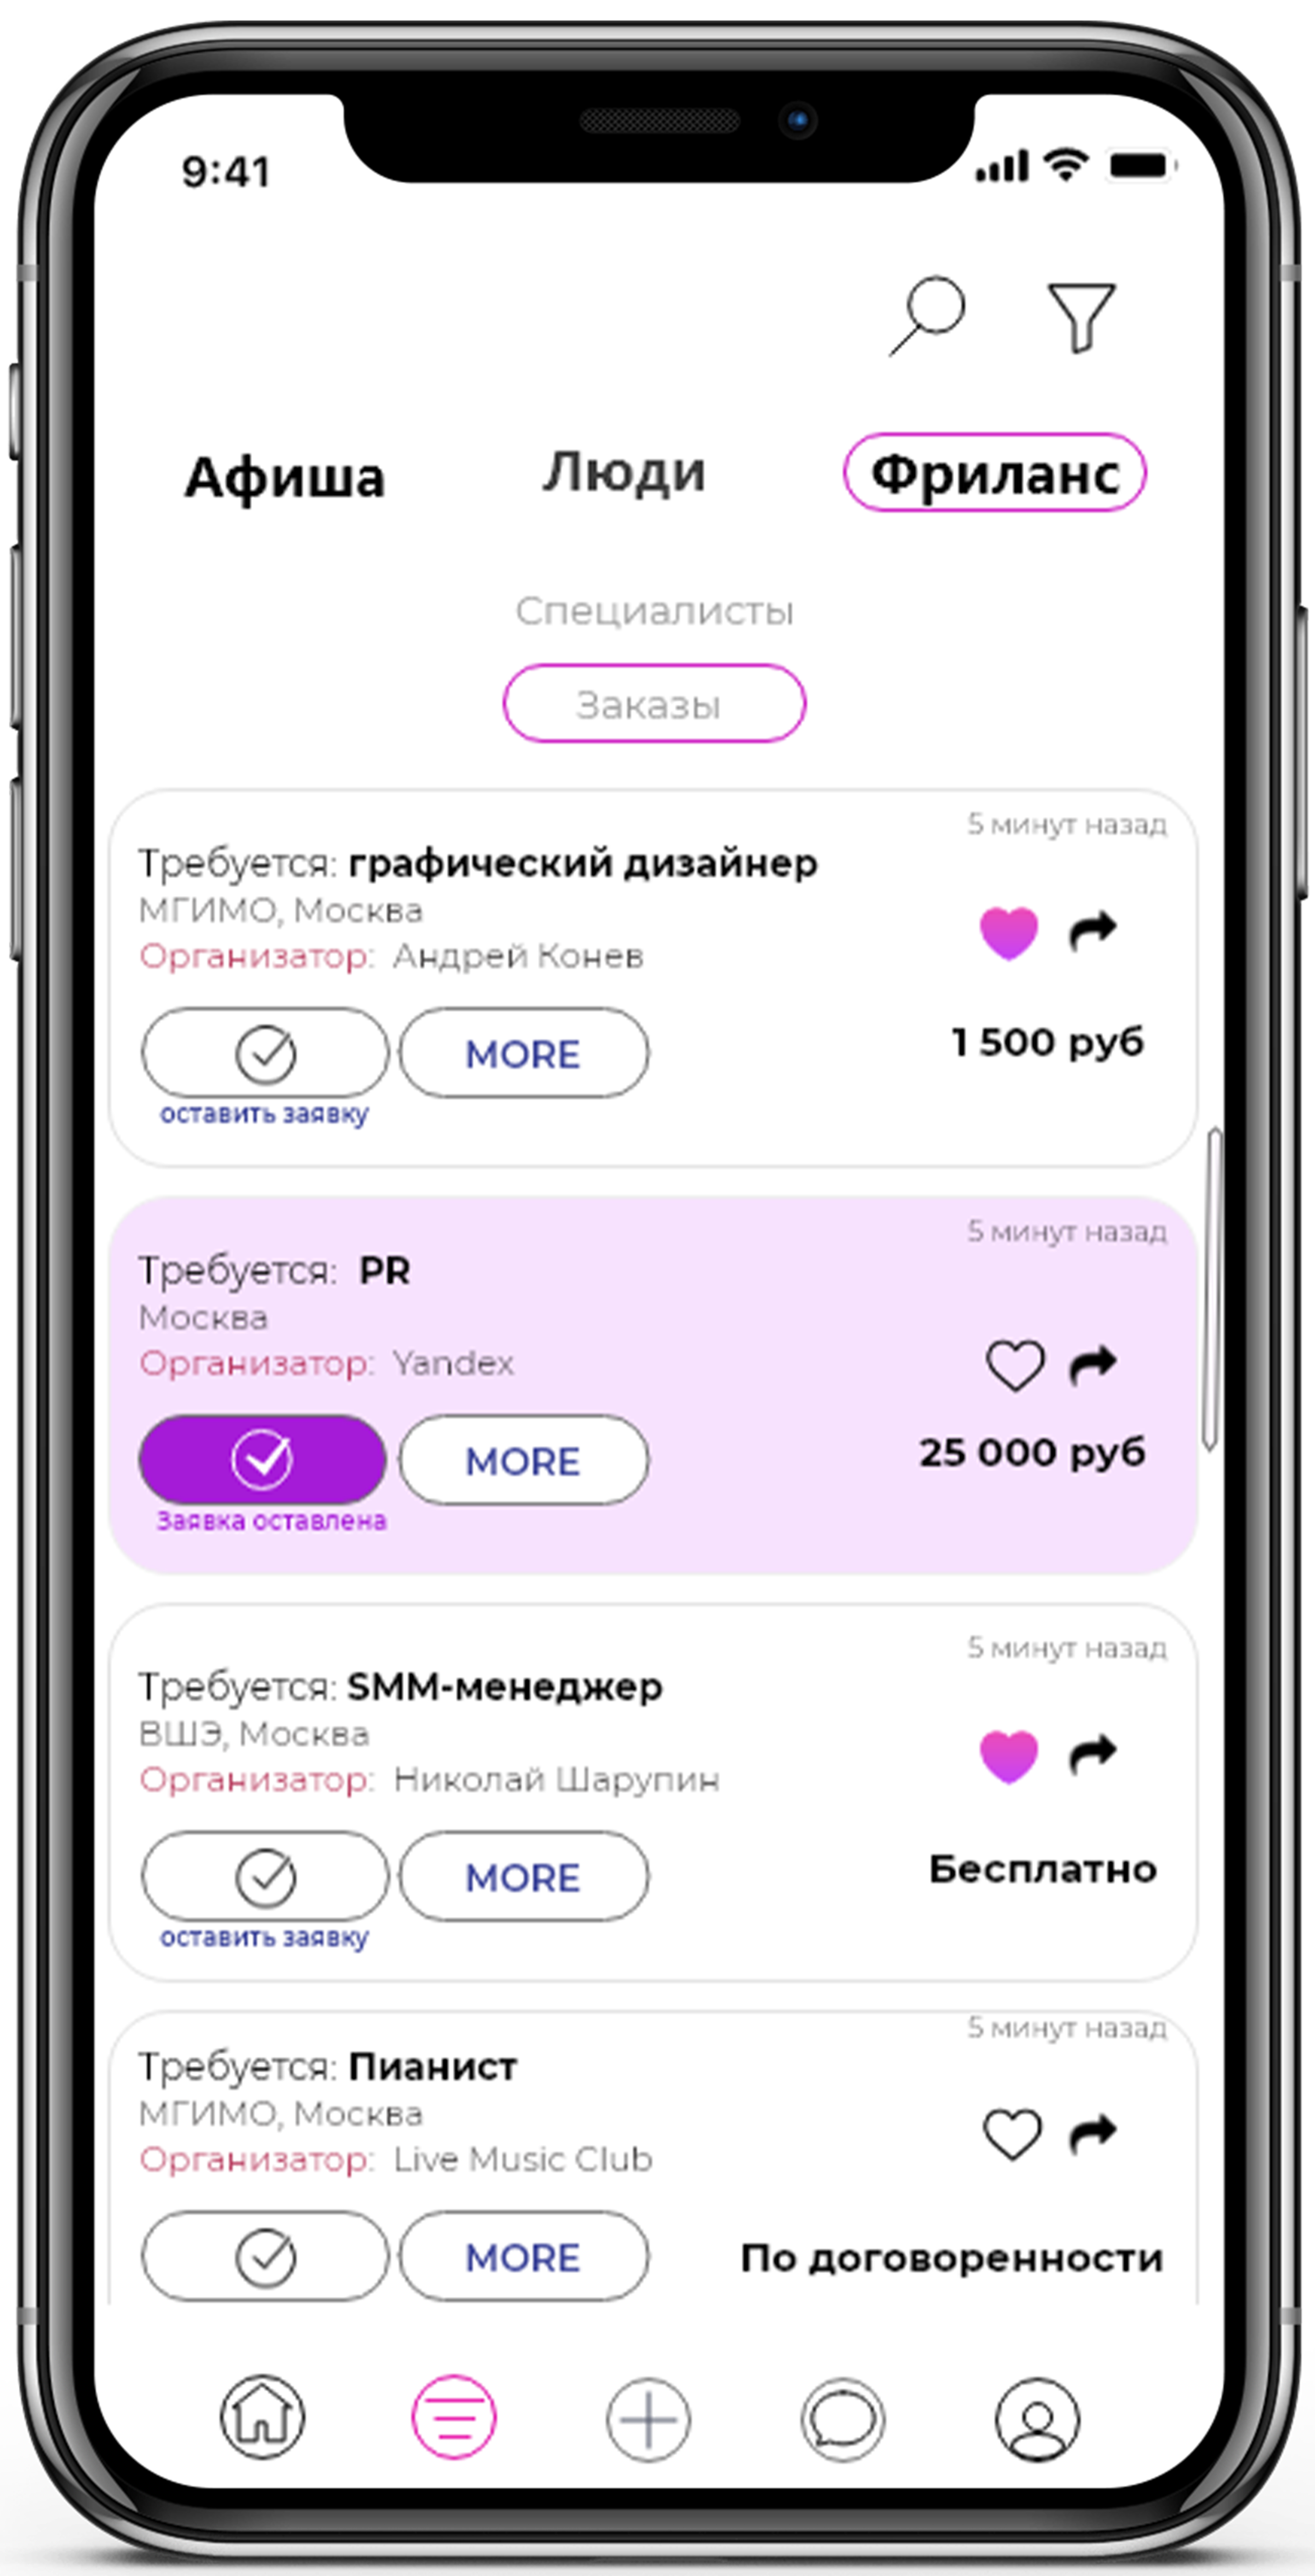 9:41
Афиша Люди Фриланс
Специалисты
Заказы
5 минут назад
Требуется: графический дизайнер
МГИМО, Москва
Организатор: Андрей Конев
MORE
1 500 руб
оставить заявку
5 минут назад
Требуется: PR
Москва
Организатор: Yandex
MORE
25 000 руб
Заявка оставлена
5 минут назад
Требуется: SMM-менеджер
ВШЭ, Москва
Организатор: Николай Шарупин
MORE
Бесплатно
оставить заявку
5 минут назад
Требуется: Пианист
МГИМО, Москва
Организатор: Live Music Club
MORE
По договоренности